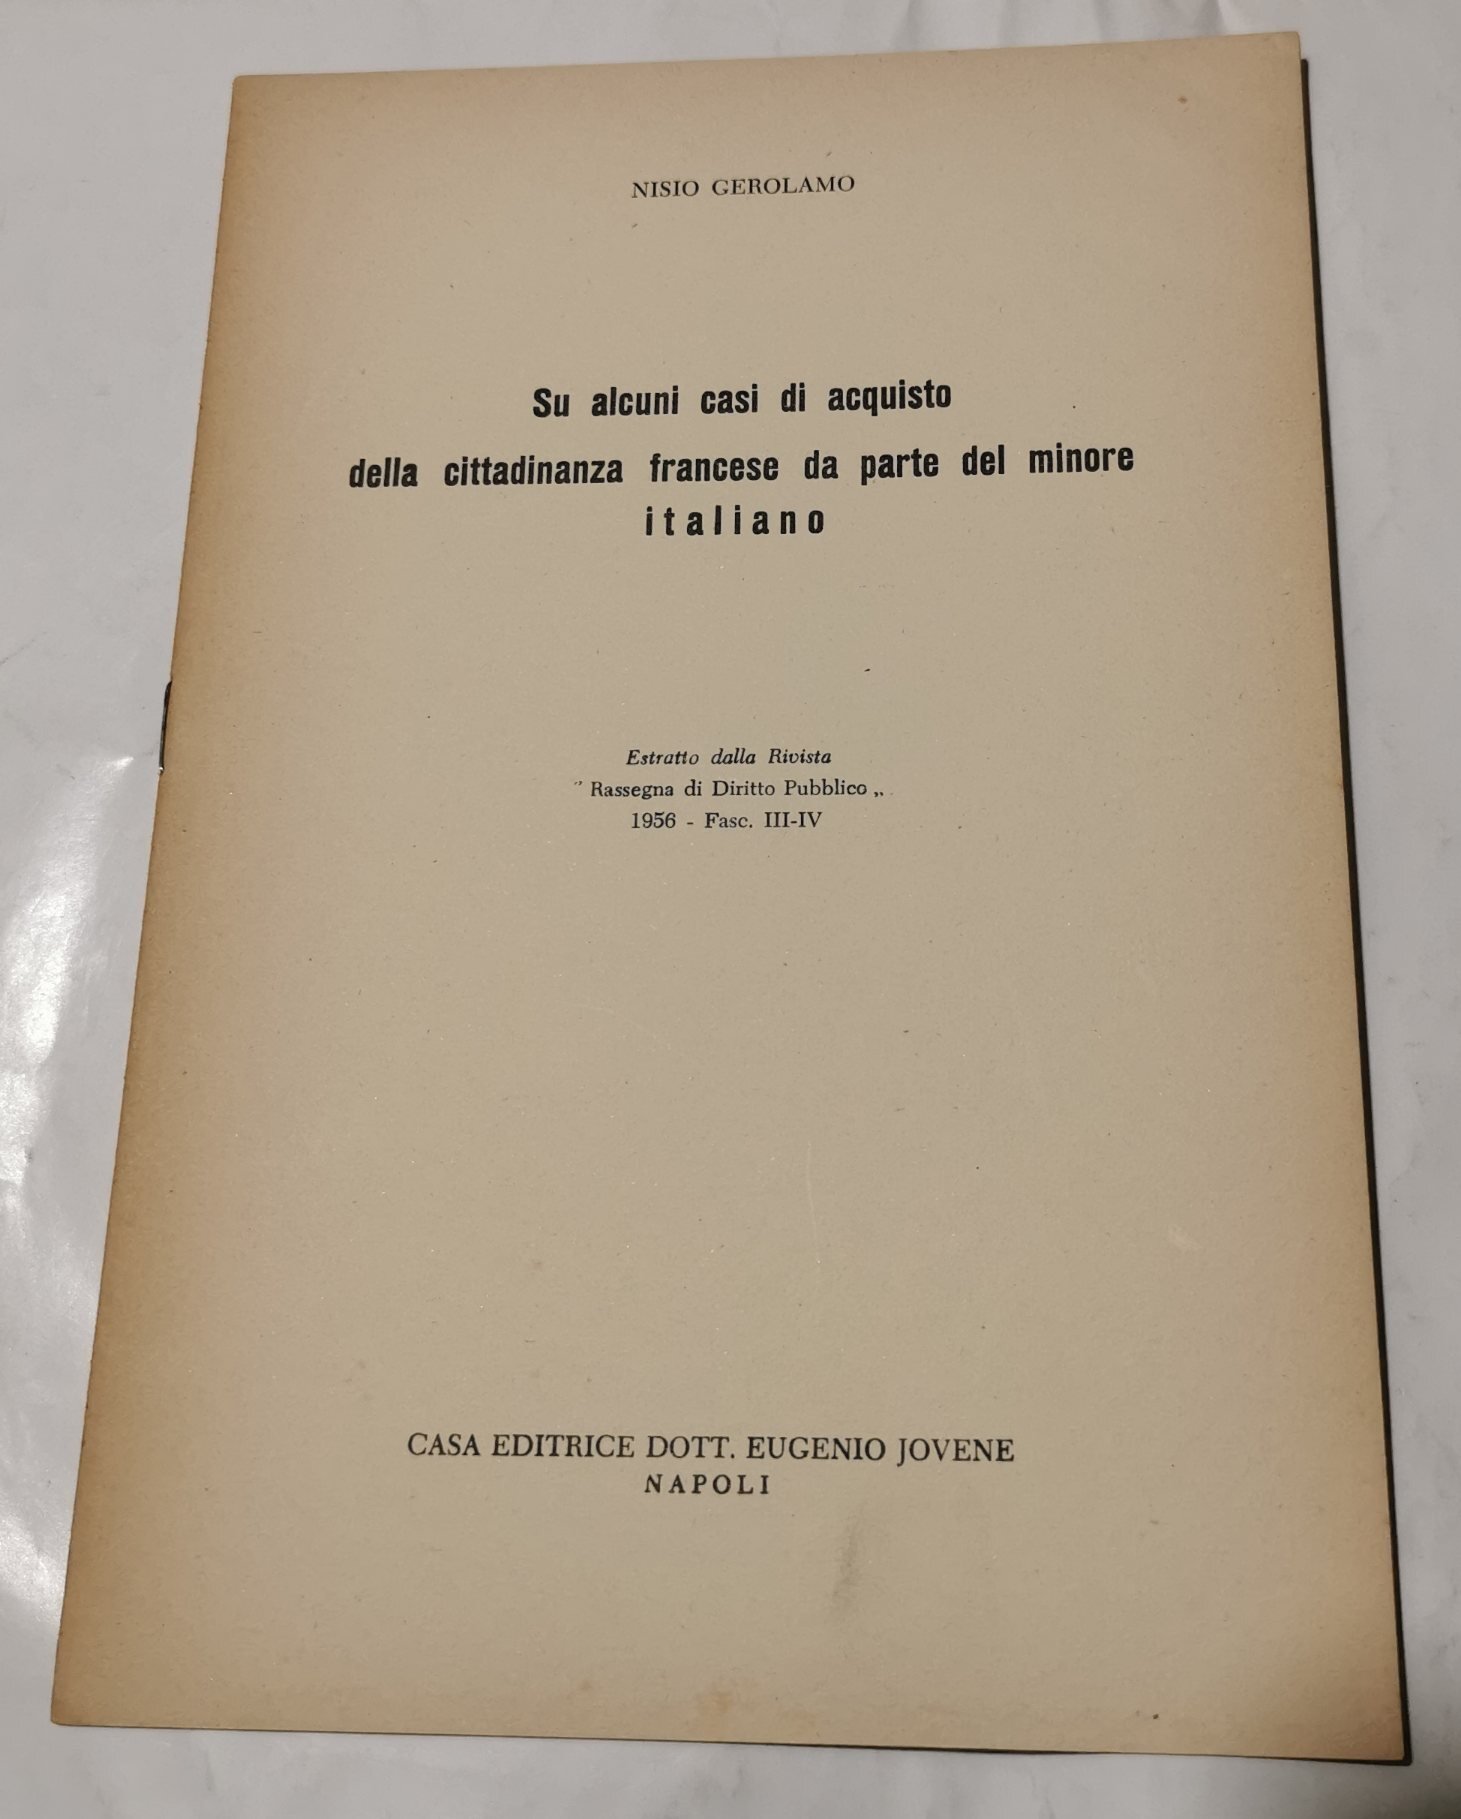 NISIO GEROLAMO
Su alcuni casi di acquisto
della cittadinanza francese da parte del minore
italiano
Estratto dalla Rivista
" Rassegna di Diritto Pubblico „
1956 - Fasc. III-IV
CASA EDITRICE DOTT. EUGENIO JOVENE
NAPOLI